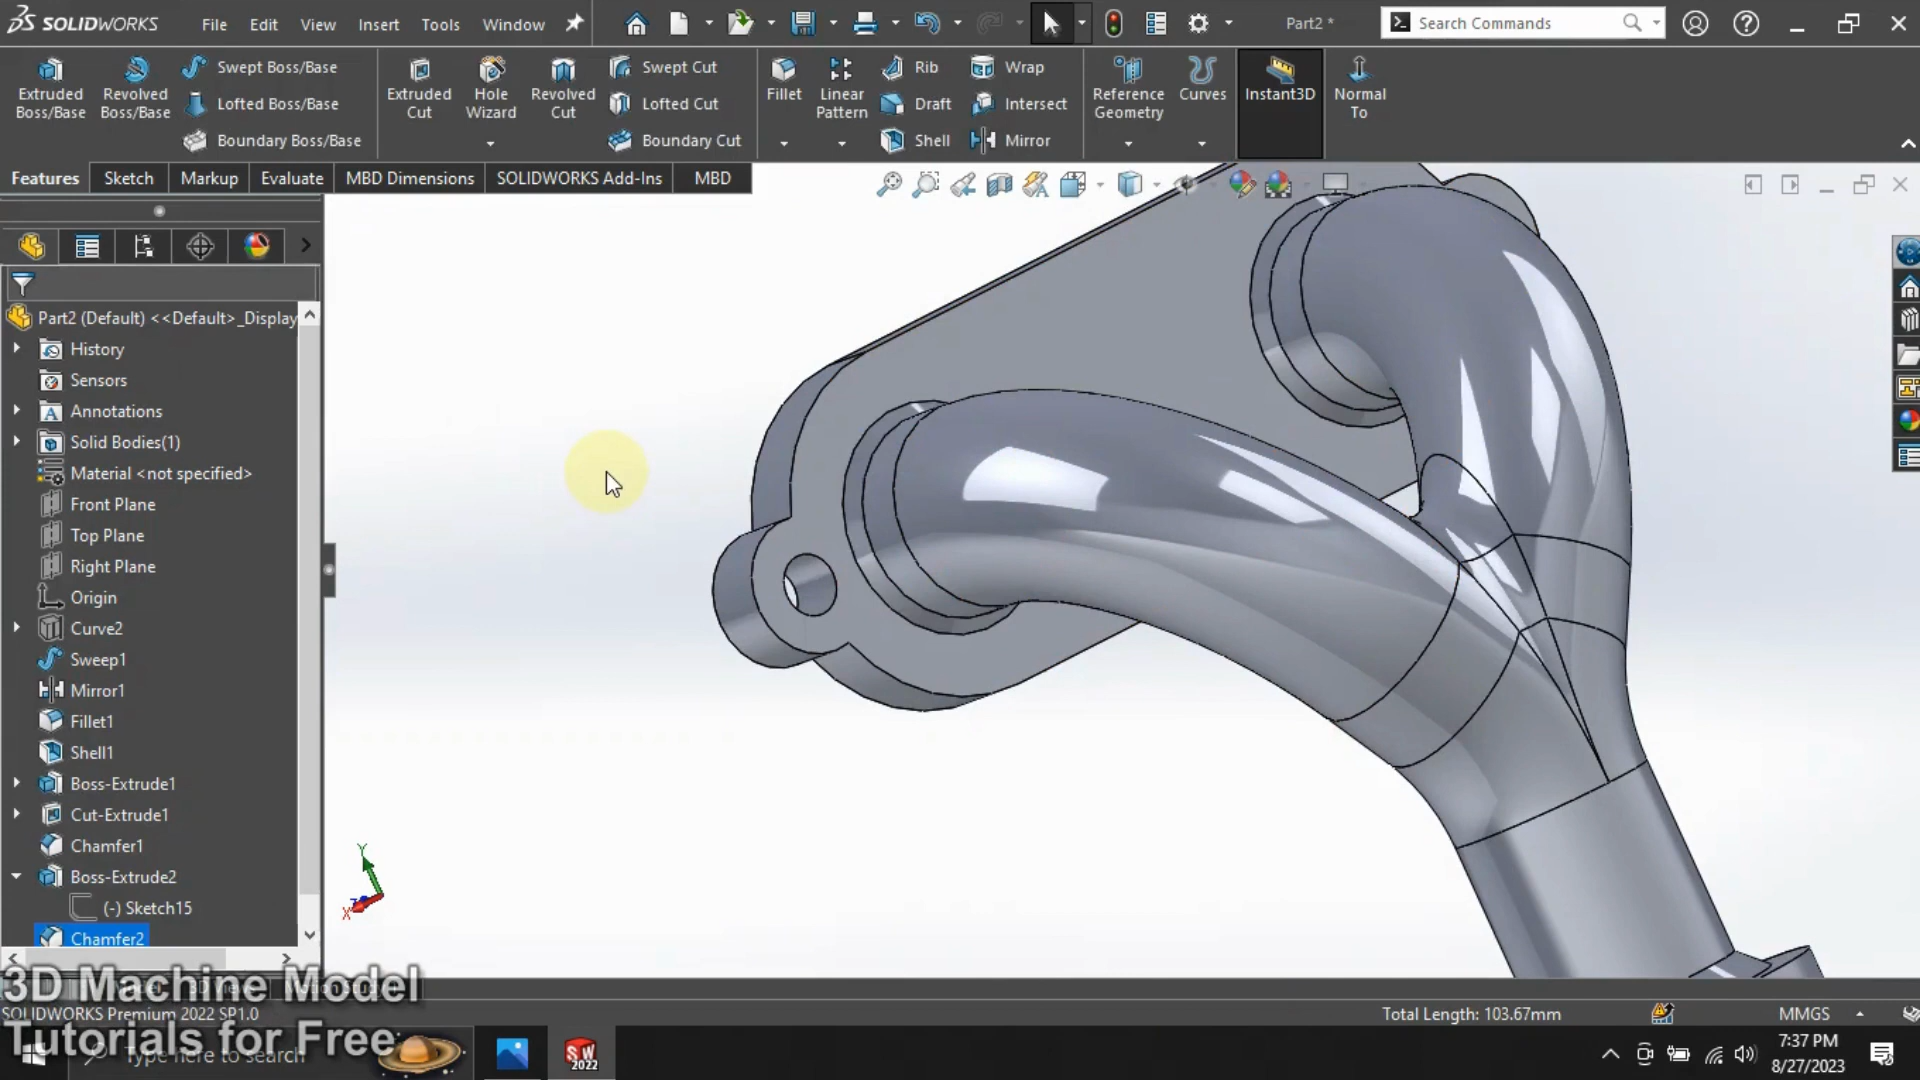 SOLIDWORKS File Edit View Insert Tools Window Part2 * Search Commands
Extruded Boss/Base
Revolved Boss/Base
Swept Boss/Base
Lofted Boss/Base
Boundary Boss/Base
Extruded Cut
Hole Wizard
Revolved Cut
Swept Cut
Lofted Cut
Boundary Cut
Fillet
Linear Pattern
Rib
Draft
Shell
Wrap
Intersect
Mirror
Reference Geometry
Curves
Instant3D
Normal To
Features Sketch Markup Evaluate MBD Dimensions SOLIDWORKS Add-Ins MBD
Part2 (Default) <<Default>_Display
History
Sensors
Annotations
Solid Bodies(1)
Material <not specified>
Front Plane
Top Plane
Right Plane
Origin
Curve2
Sweep1
Mirror1
Fillet1
Shell1
Boss-Extrude1
Cut-Extrude1
Chamfer1
Boss-Extrude2
(-) Sketch15
Chamfer2
Y
X
3D Machine Model
SOLIDWORKS Premium 2022 SP1.0 Total Length: 103.67mm MMGS
Tutorials for Free
Type here to search
SW 2022
7:37 PM
8/27/2023